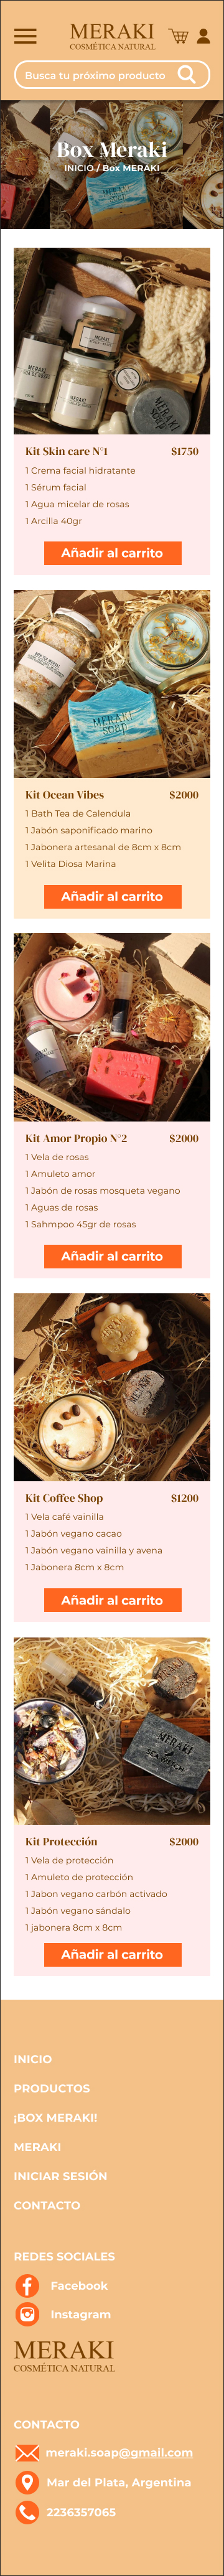 MERAKI
COSMÉTICA NATURAL
Busca tu próximo producto
Box Meraki
INICIO / Box MERAKI
MERAKI
Kit Skin care N°1 $1750
1 Crema facial hidratante
1 Sérum facial
1 Agua micelar de rosas
1 Arcilla 40gr
Añadir al carrito
MERAKI
SOAP
Kit Ocean Vibes $2000
1 Bath Tea de Calendula
1 Jabón saponificado marino
1 Jabonera artesanal de 8cm x 8cm
1 Velita Diosa Marina
Añadir al carrito
Kit Amor Propio N°2 $2000
1 Vela de rosas
1 Amuleto amor
1 Jabón de rosas mosqueta vegano
1 Aguas de rosas
1 Sahmpoo 45gr de rosas
Añadir al carrito
Kit Coffee Shop $1200
1 Vela café vainilla
1 Jabón vegano cacao
1 Jabón vegano vainilla y avena
1 Jabonera 8cm x 8cm
Añadir al carrito
MERAKI
SEA WITCH
Kit Protección $2000
1 Vela de protección
1 Amuleto de protección
1 Jabon vegano carbón activado
1 Jabón vegano sándalo
1 jabonera 8cm x 8cm
Añadir al carrito
INICIO
PRODUCTOS
¡BOX MERAKI!
MERAKI
INICIAR SESIÓN
CONTACTO
REDES SOCIALES
Facebook
Instagram
MERAKI
COSMÉTICA NATURAL
CONTACTO
meraki.soap@gmail.com
Mar del Plata, Argentina
2236357065